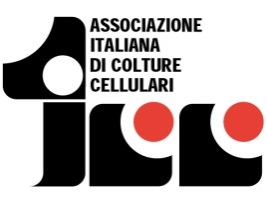 ASSOCIAZIONE
ITALIANA
DI COLTURE
CELLULARI